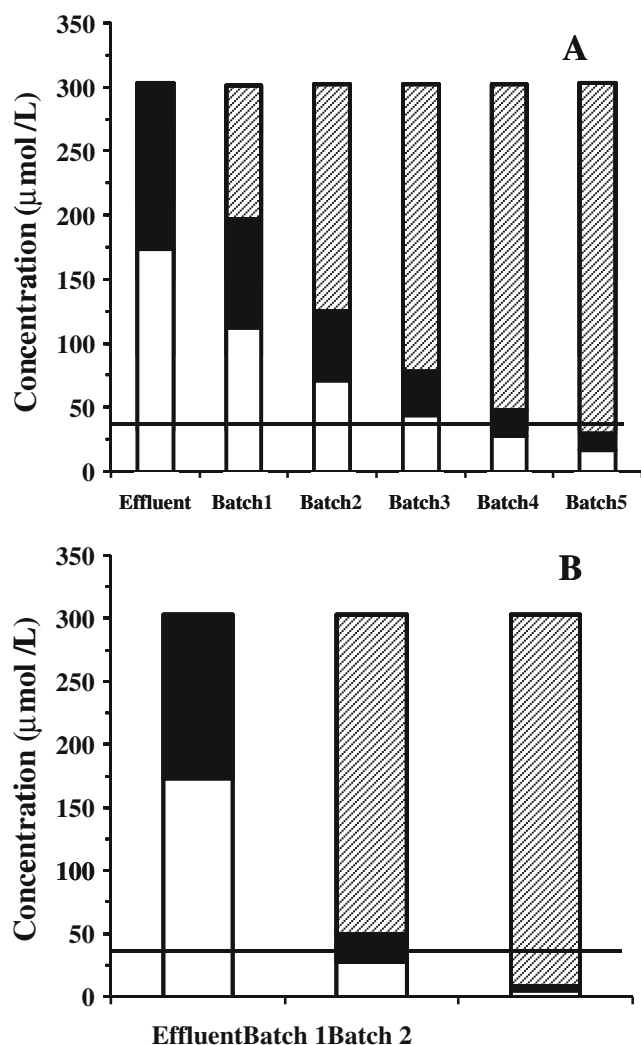 A
Concentration (μmol /L)
350
300
250
200
150
100
50
0
Effluent Batch1 Batch2 Batch3 Batch4 Batch5
B
Concentration (μmol /L)
350
300
250
200
150
100
50
0
EffluentBatch 1Batch 2